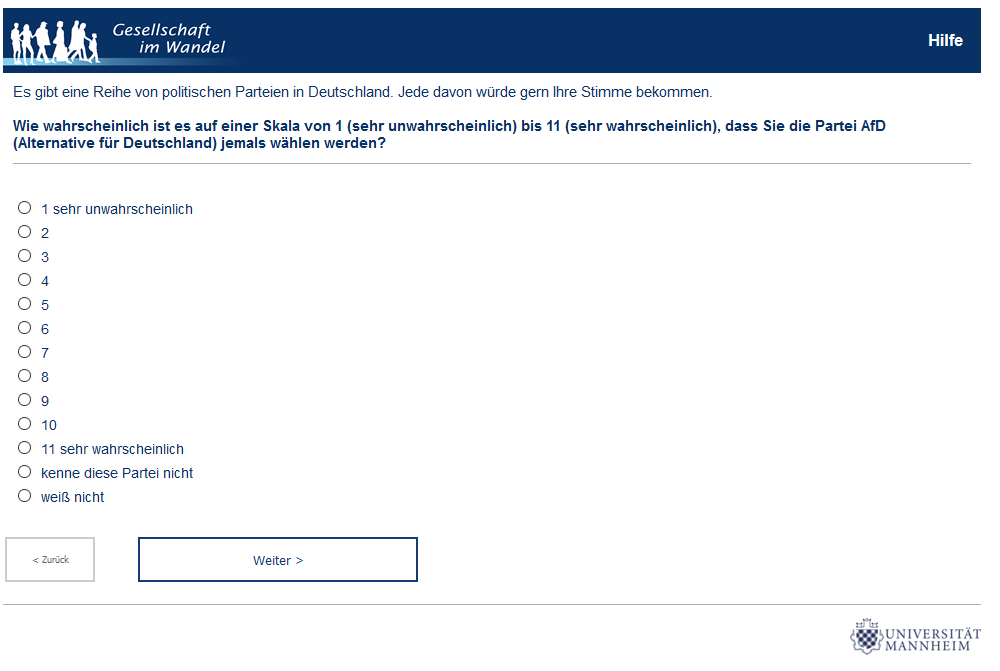 Gesellschaft
im Wandel
Hilfe
Es gibt eine Reihe von politischen Parteien in Deutschland. Jede davon würde gern Ihre Stimme bekommen.
Wie wahrscheinlich ist es auf einer Skala von 1 (sehr unwahrscheinlich) bis 11 (sehr wahrscheinlich), dass Sie die Partei AfD
(Alternative für Deutschland) jemals wählen werden?
1 sehr unwahrscheinlich
2
3
4
5
6
7
8
9
10
11 sehr wahrscheinlich
kenne diese Partei nicht
weiß nicht
< Zurück
Weiter >
UNIVERSITÄT
MANNHEIM